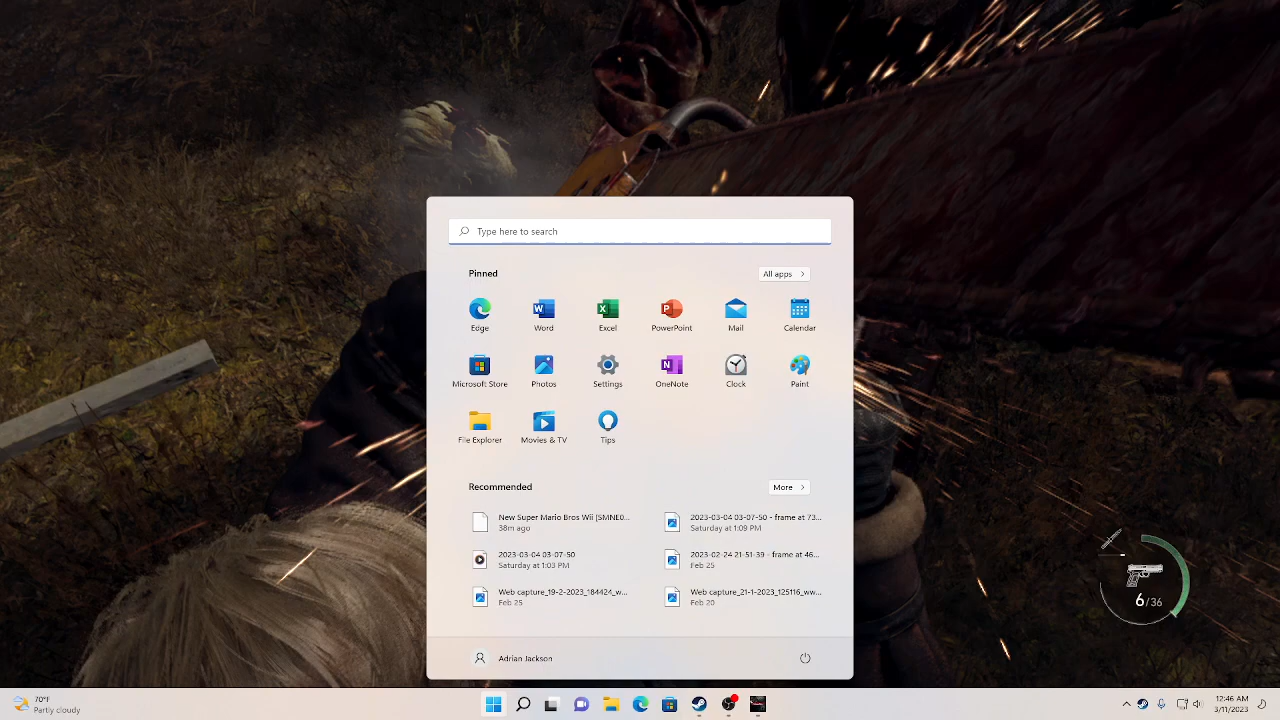 Type here to search
Pinned
All apps
Edge
Word
Excel
PowerPoint
Mail
Calendar
Microsoft Store
Photos
Settings
OneNote
Clock
Paint
File Explorer
Movies & TV
Tips
Recommended
More
New Super Mario Bros Wii [SMNE0...
38m ago
2023-03-04 03-07-50 - frame at 73...
Saturday at 1:09 PM
2023-03-04 03-07-50
Saturday at 1:03 PM
2023-02-24 21-51-39 - frame at 46...
Feb 25
Web capture_19-2-2023_184424_w...
Feb 25
Web capture_21-1-2023_125116_ww...
Feb 20
6/36
Adrian Jackson
70°F
Partly cloudy
12:46 AM
3/11/2023